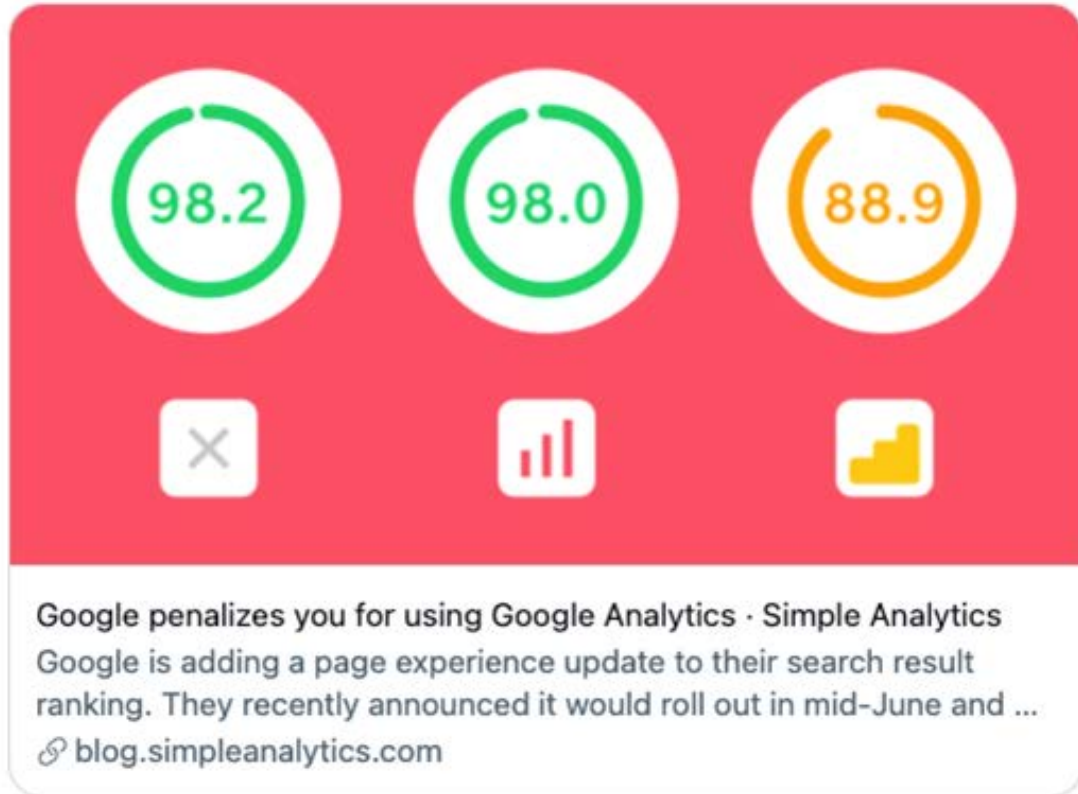 98.2 98.0 88.9
Google penalizes you for using Google Analytics · Simple Analytics
Google is adding a page experience update to their search result
ranking. They recently announced it would roll out in mid-June and ...
blog.simpleanalytics.com